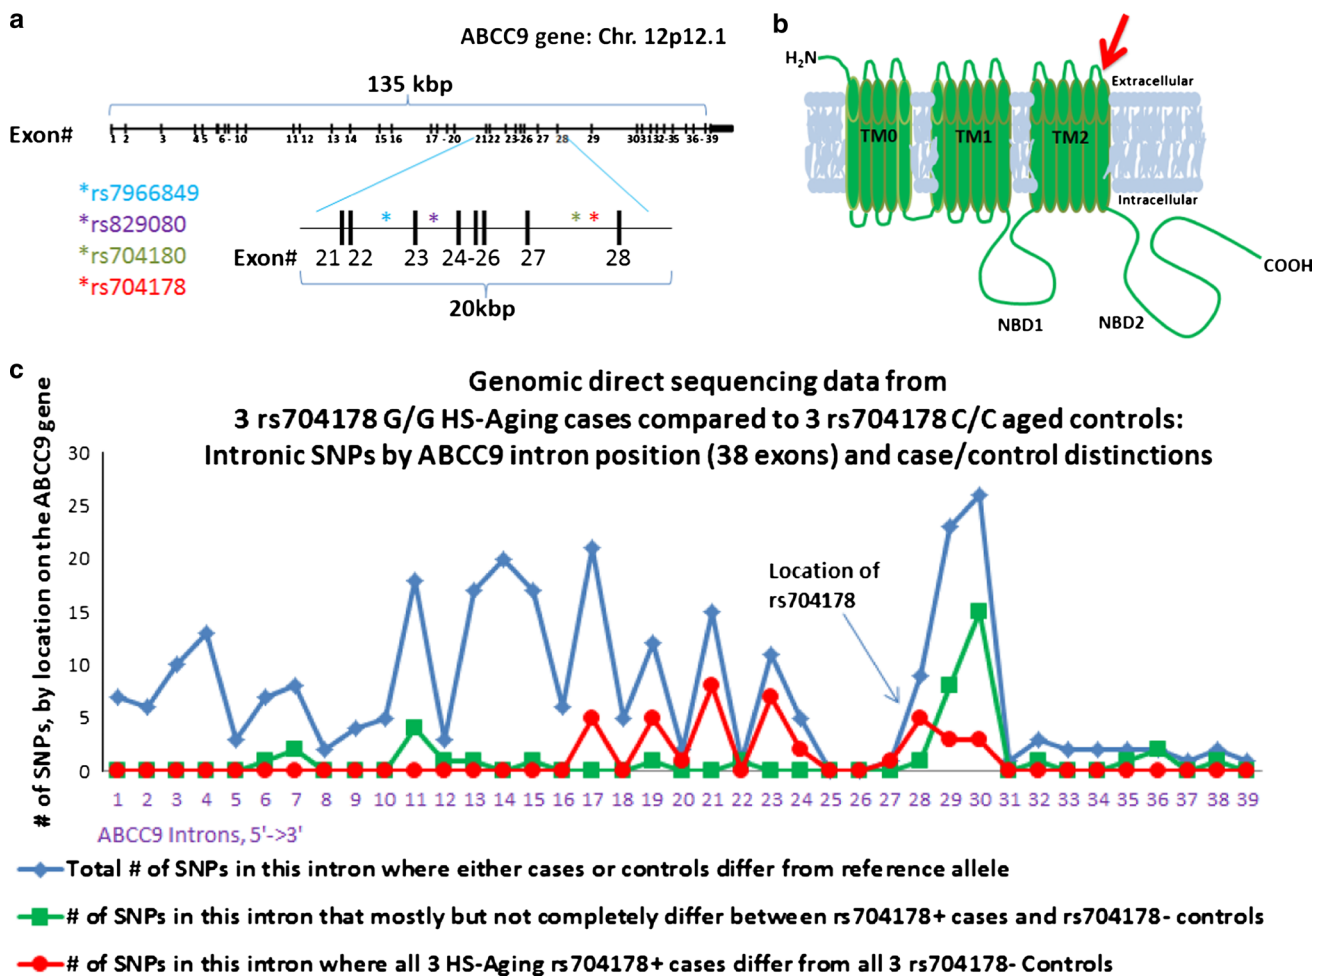 a
ABCC9 gene: Chr. 12p12.1
135 kbp
Exon#
1 2 3 4 5 6 - 10 11 12 13 14 15 16 17 - 20 21 22 23-26 27 28 29 30 31 32-35 36-39
*rs7966849
*rs829080
*rs704180
*rs704178
* * * *
Exon# 21 22 23 24-26 27 28
20kbp
b
H2N
Extracellular
TM0 TM1 TM2
Intracellular
COOH
NBD1 NBD2
c
Genomic direct sequencing data from
3 rs704178 G/G HS-Aging cases compared to 3 rs704178 C/C aged controls:
Intronic SNPs by ABCC9 intron position (38 exons) and case/control distinctions
# of SNPs, by location on the ABCC9 gene
30
25
20
15
10
5
0
Location of
rs704178
1 2 3 4 5 6 7 8 9 10 11 12 13 14 15 16 17 18 19 20 21 22 23 24 25 26 27 28 29 30 31 32 33 34 35 36 37 38 39
ABCC9 Introns, 5'->3'
Total # of SNPs in this intron where either cases or controls differ from reference allele
# of SNPs in this intron that mostly but not completely differ between rs704178+ cases and rs704178- controls
# of SNPs in this intron where all 3 HS-Aging rs704178+ cases differ from all 3 rs704178- Controls